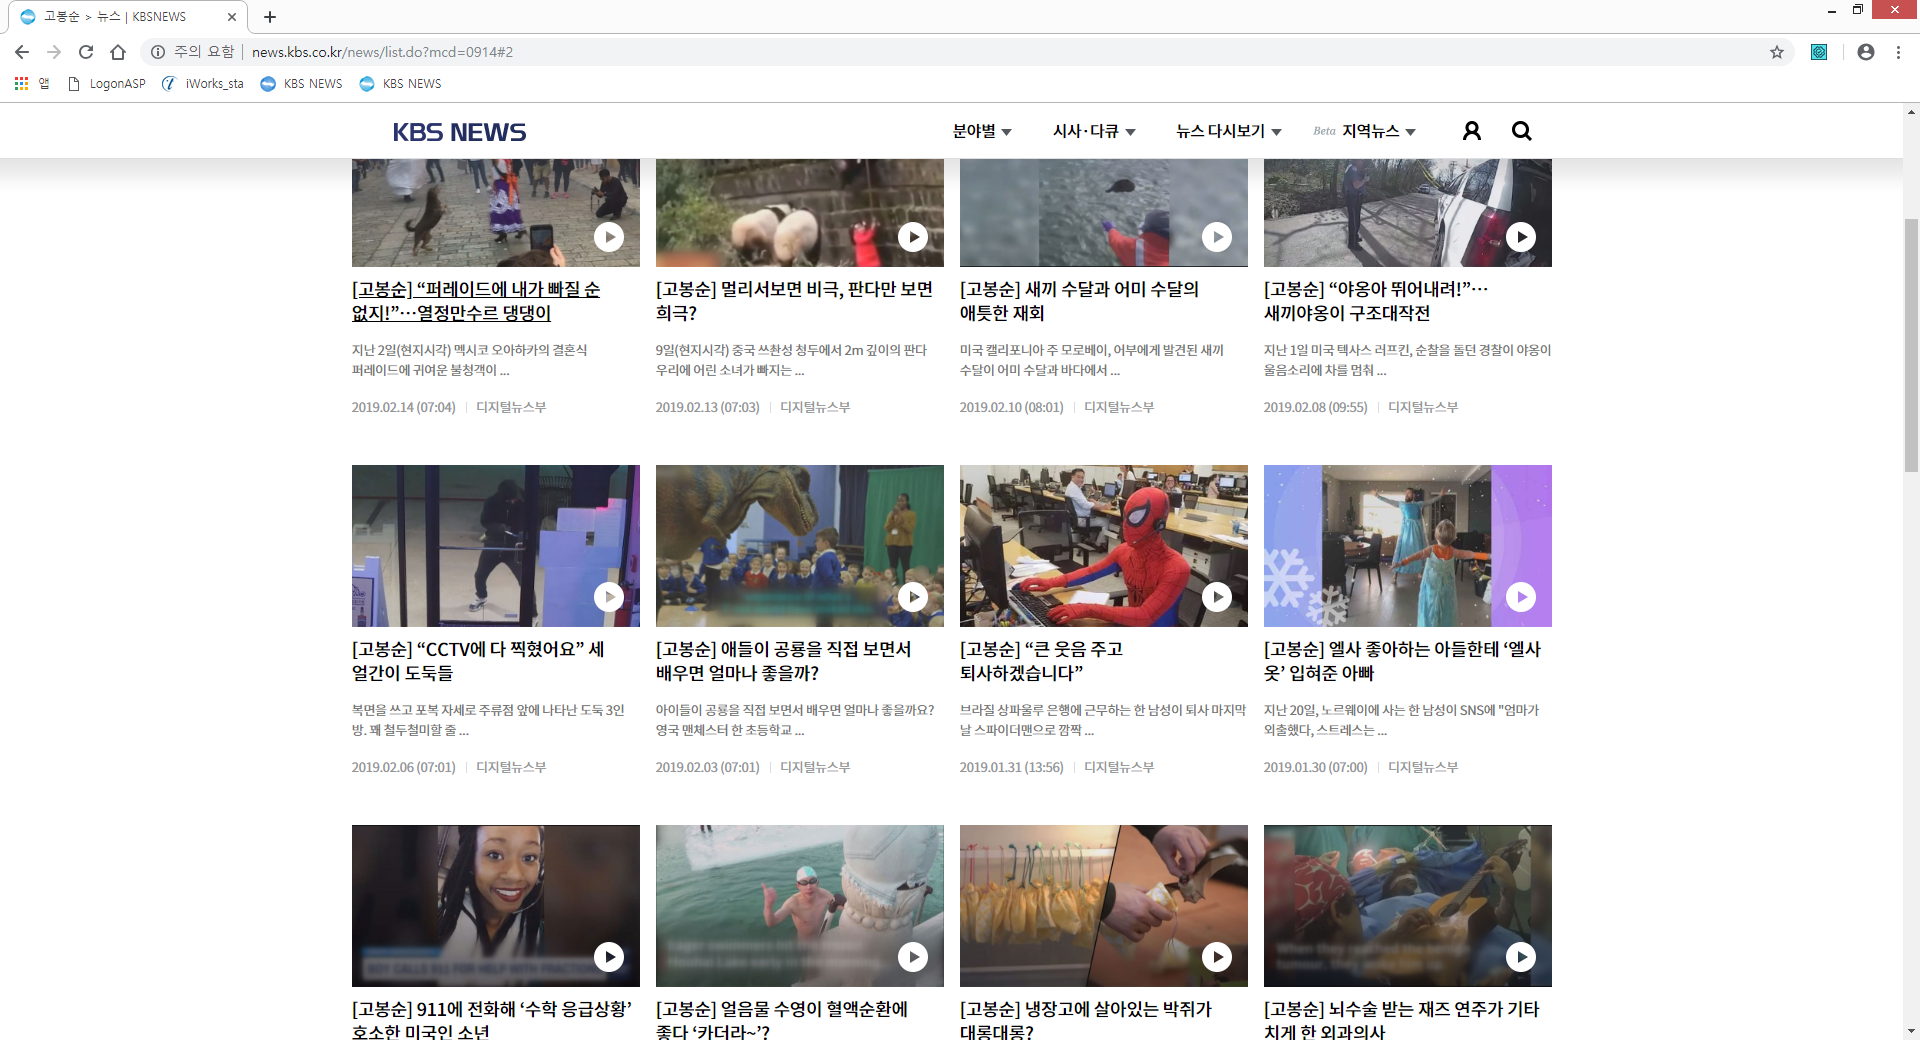 고봉순 > 뉴스 | KBSNEWS
주의 요함 | news.kbs.co.kr/news/list.do?mcd=0914#2
앱 LogonASP iWorks_sta KBS NEWS KBS NEWS
KBS NEWS 분야별 시사·다큐 뉴스 다시보기 Beta 지역뉴스
[고봉순] “퍼레이드에 내가 빠질 순
없지!”…열정만수르 댕댕이
지난 2일(현지시각) 멕시코 오아하카의 결혼식
퍼레이드에 귀여운 불청객이 ...
2019.02.14 (07:04) | 디지털뉴스부
[고봉순] 멀리서보면 비극, 판다만 보면
희극?
9일(현지시각) 중국 쓰촨성 청두에서 2m 깊이의 판다
우리에 어린 소녀가 빠지는 ...
2019.02.13 (07:03) | 디지털뉴스부
[고봉순] 새끼 수달과 어미 수달의
애틋한 재회
미국 캘리포니아 주 모로베이, 어부에게 발견된 새끼
수달이 어미 수달과 바다에서 ...
2019.02.10 (08:01) | 디지털뉴스부
[고봉순] “야옹아 뛰어내려!”…
새끼야옹이 구조대작전
지난 1일 미국 텍사스 러프킨, 순찰을 돌던 경찰이 야옹이
울음소리에 차를 멈춰 ...
2019.02.08 (09:55) | 디지털뉴스부
[고봉순] “CCTV에 다 찍혔어요” 세
얼간이 도둑들
복면을 쓰고 포복 자세로 주류점 앞에 나타난 도둑 3인
방. 꽤 철두철미할 줄 ...
2019.02.06 (07:01) | 디지털뉴스부
[고봉순] 애들이 공룡을 직접 보면서
배우면 얼마나 좋을까?
아이들이 공룡을 직접 보면서 배우면 얼마나 좋을까요?
영국 맨체스터 한 초등학교 ...
2019.02.03 (07:01) | 디지털뉴스부
[고봉순] “큰 웃음 주고
퇴사하겠습니다”
브라질 상파울루 은행에 근무하는 한 남성이 퇴사 마지막
날 스파이더맨으로 깜짝 ...
2019.01.31 (13:56) | 디지털뉴스부
[고봉순] 엘사 좋아하는 아들한테 ‘엘사
옷’ 입혀준 아빠
지난 20일, 노르웨이에 사는 한 남성이 SNS에 "엄마가
외출했다, 스트레스는 ...
2019.01.30 (07:00) | 디지털뉴스부
BOY CALLS 911 FOR HELP WITH
[고봉순] 911에 전화해 ‘수학 응급상황’
호소한 미국인 소년
[고봉순] 얼음물 수영이 혈액순환에
좋다 ‘카더라~’?
[고봉순] 냉장고에 살아있는 박쥐가
대롱대롱?
[고봉순] 뇌수술 받는 재즈 연주가 기타
치게 한 외과의사